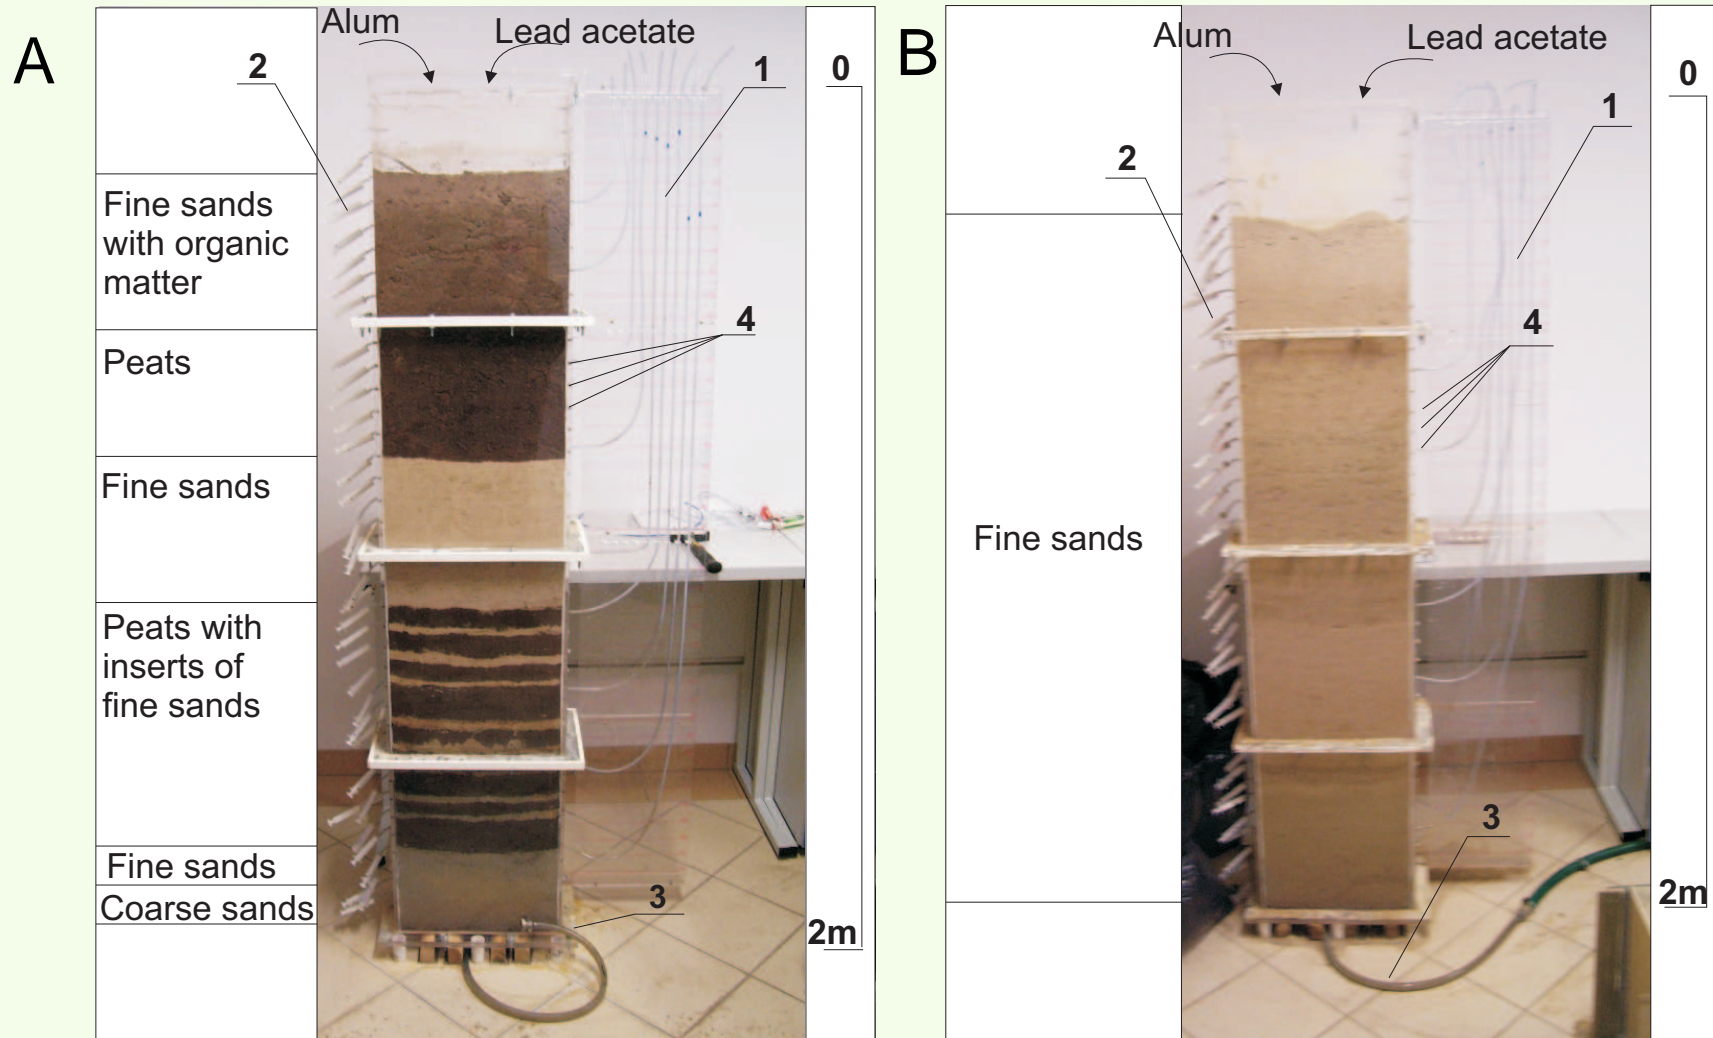 A
Alum
Lead acetate
2
1
0
Fine sands
with organic
matter
4
Peats
Fine sands
Peats with
inserts of
fine sands
Fine sands
Coarse sands
3
2m
B
Alum
Lead acetate
0
1
2
4
Fine sands
3
2m